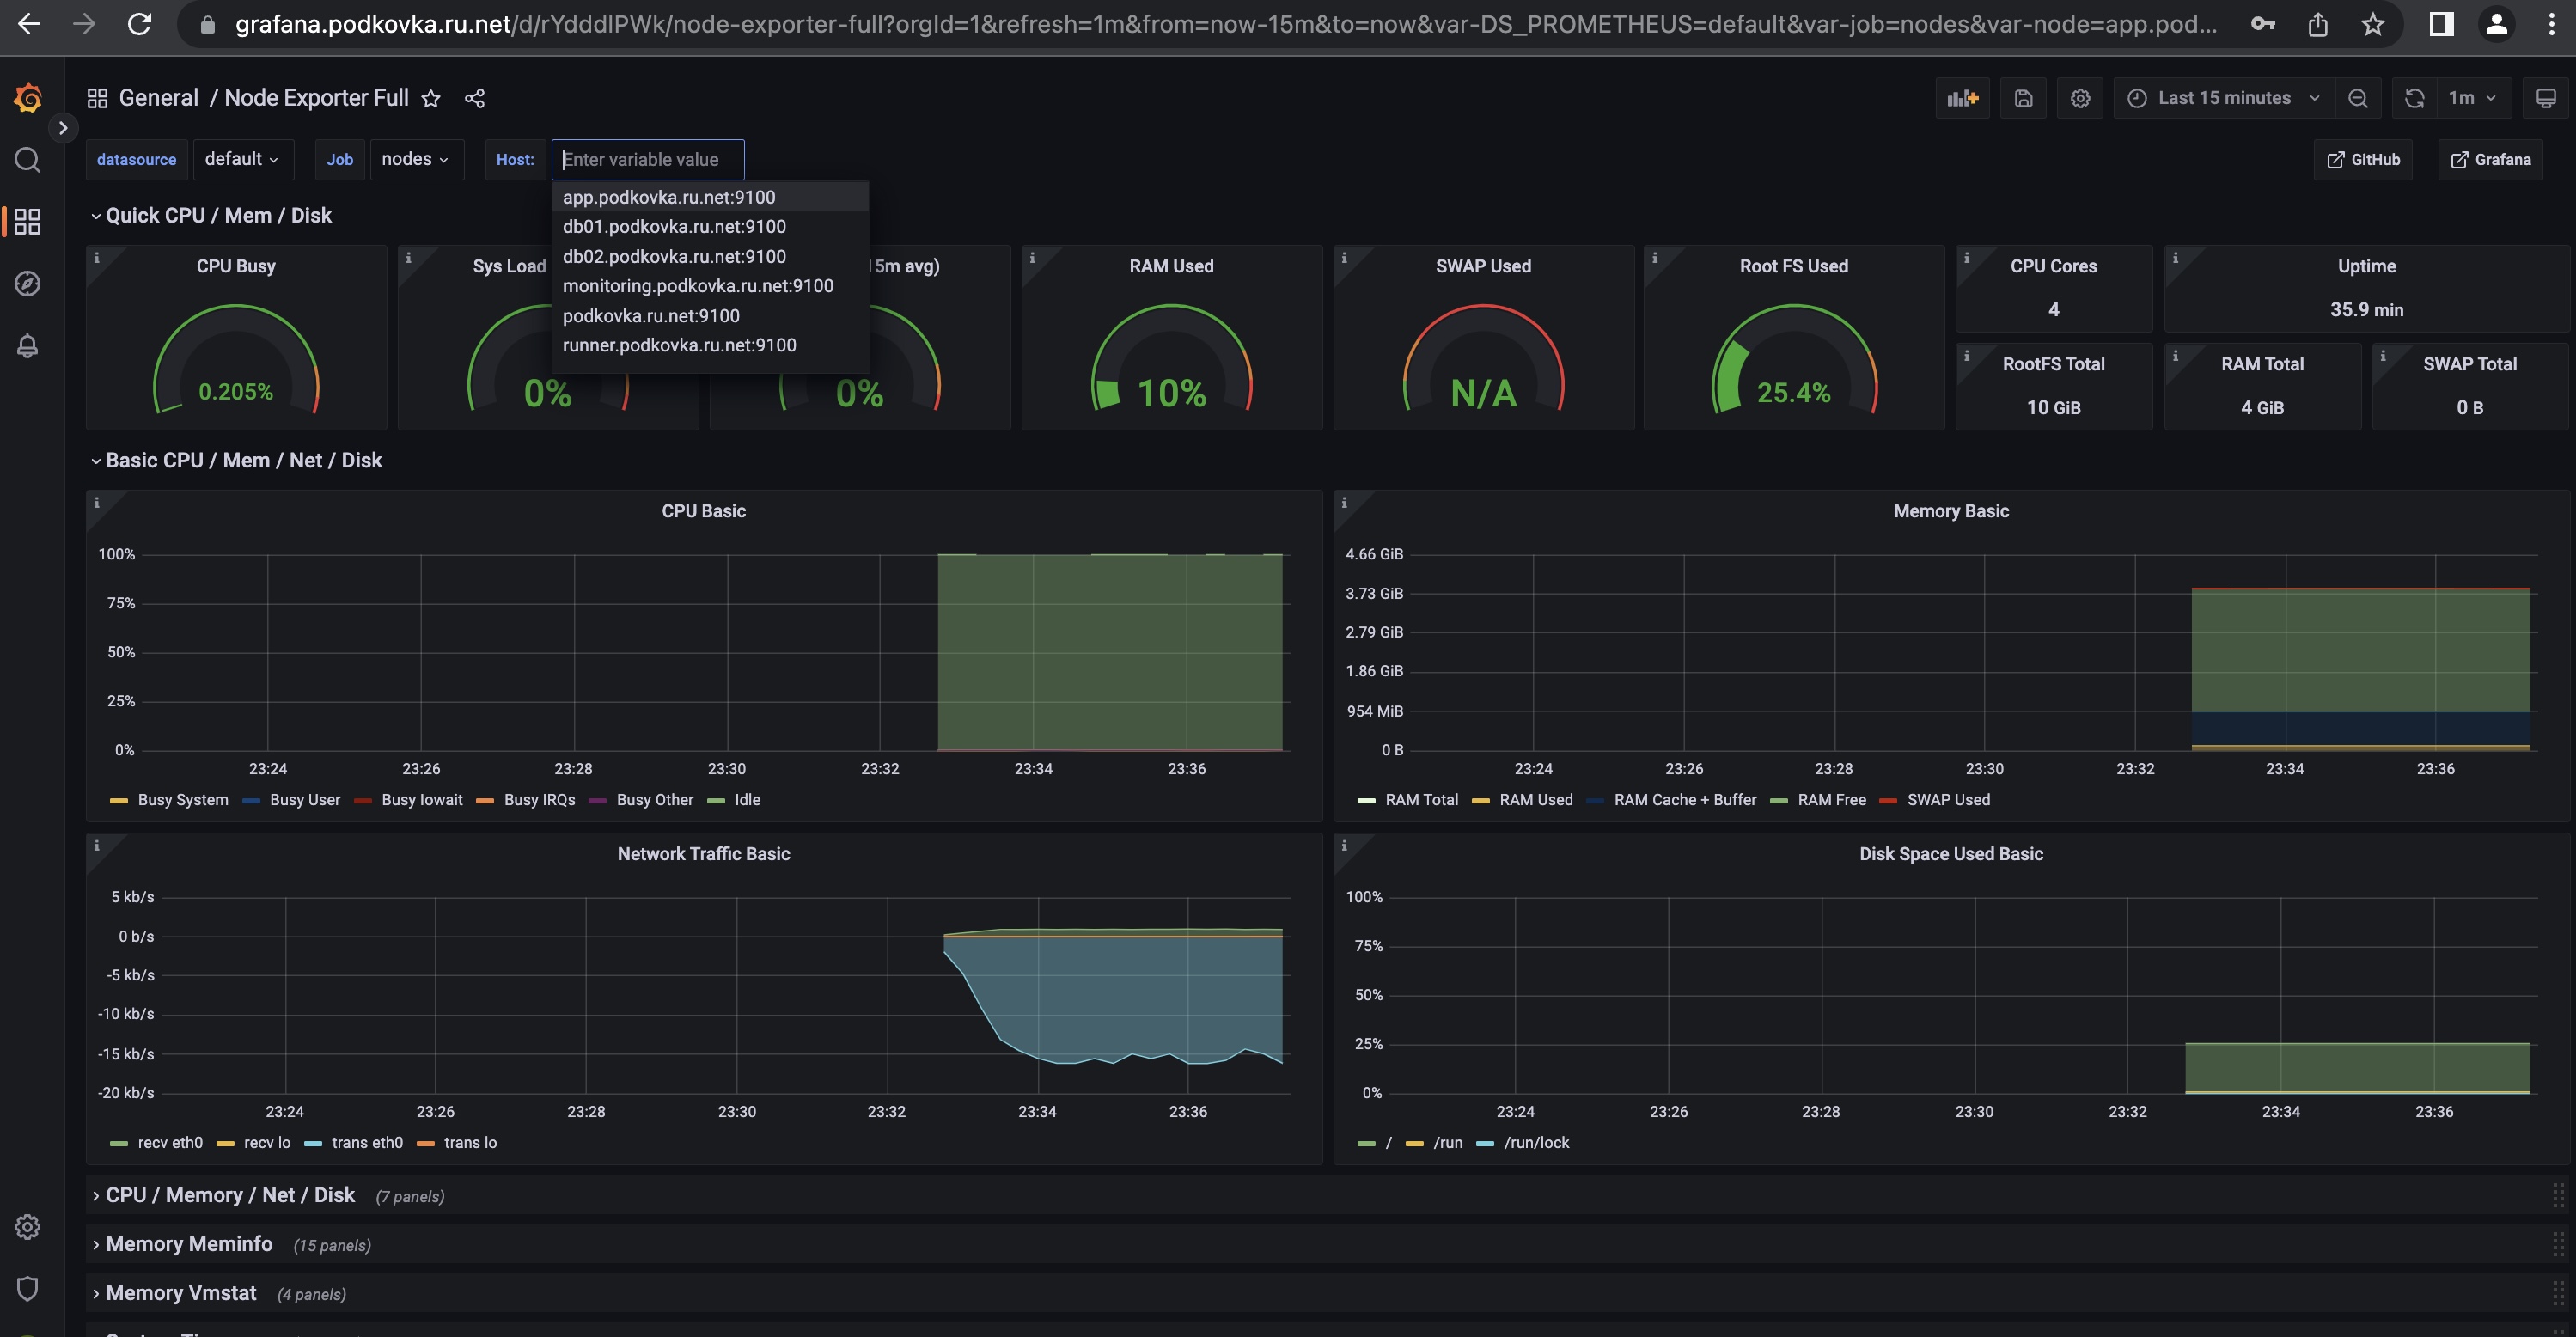 grafana.podkovka.ru.net/d/rYdddlPWk/node-exporter-full?orgId=1&refresh=1m&from=now-15m&to=now&var-DS_PROMETHEUS=default&var-job=nodes&var-node=app.pod...
General / Node Exporter Full
Last 15 minutes
1m
datasource default Job nodes Host: Enter variable value
GitHub Grafana
app.podkovka.ru.net:9100
db01.podkovka.ru.net:9100
db02.podkovka.ru.net:9100
monitoring.podkovka.ru.net:9100
podkovka.ru.net:9100
runner.podkovka.ru.net:9100
Quick CPU / Mem / Disk
CPU Busy
0.205%
Sys Load
0%
5m avg)
0%
RAM Used
10%
SWAP Used
N/A
Root FS Used
25.4%
CPU Cores
4
Uptime
35.9 min
RootFS Total
10 GiB
RAM Total
4 GiB
SWAP Total
0 B
Basic CPU / Mem / Net / Disk
CPU Basic
100%
75%
50%
25%
0%
23:24 23:26 23:28 23:30 23:32 23:34 23:36
Busy System Busy User Busy Iowait Busy IRQs Busy Other Idle
Memory Basic
4.66 GiB
3.73 GiB
2.79 GiB
1.86 GiB
954 MiB
0 B
23:24 23:26 23:28 23:30 23:32 23:34 23:36
RAM Total RAM Used RAM Cache + Buffer RAM Free SWAP Used
Network Traffic Basic
5 kb/s
0 b/s
-5 kb/s
-10 kb/s
-15 kb/s
-20 kb/s
23:24 23:26 23:28 23:30 23:32 23:34 23:36
recv eth0 recv lo trans eth0 trans lo
Disk Space Used Basic
100%
75%
50%
25%
0%
23:24 23:26 23:28 23:30 23:32 23:34 23:36
/ /run /run/lock
CPU / Memory / Net / Disk (7 panels)
Memory Meminfo (15 panels)
Memory Vmstat (4 panels)